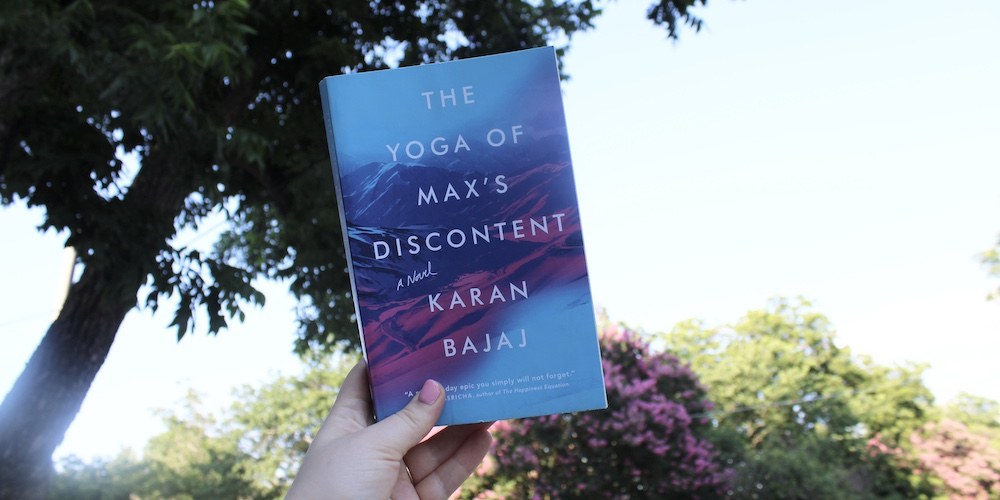 THE
YOGA OF
MAX'S
DISCONTENT
A Novel
KARAN
BAJAJ
"A day epic you simply will not forget."
RICHA, author of The Happiness Equation